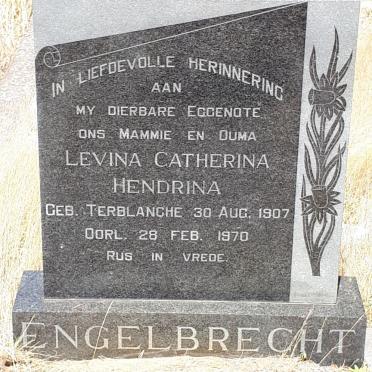 IN LIEFDEVOLLE HERINNERING
AAN
MY DIERBARE EGGENOTE
ONS MAMMIE EN OUMA
LEVINA CATHERINA
HENDRINA
GEB. TERBLANCHE 30 AUG. 1907
OORL. 28 FEB. 1970
RUS IN VREDE.
ENGELBRECHT